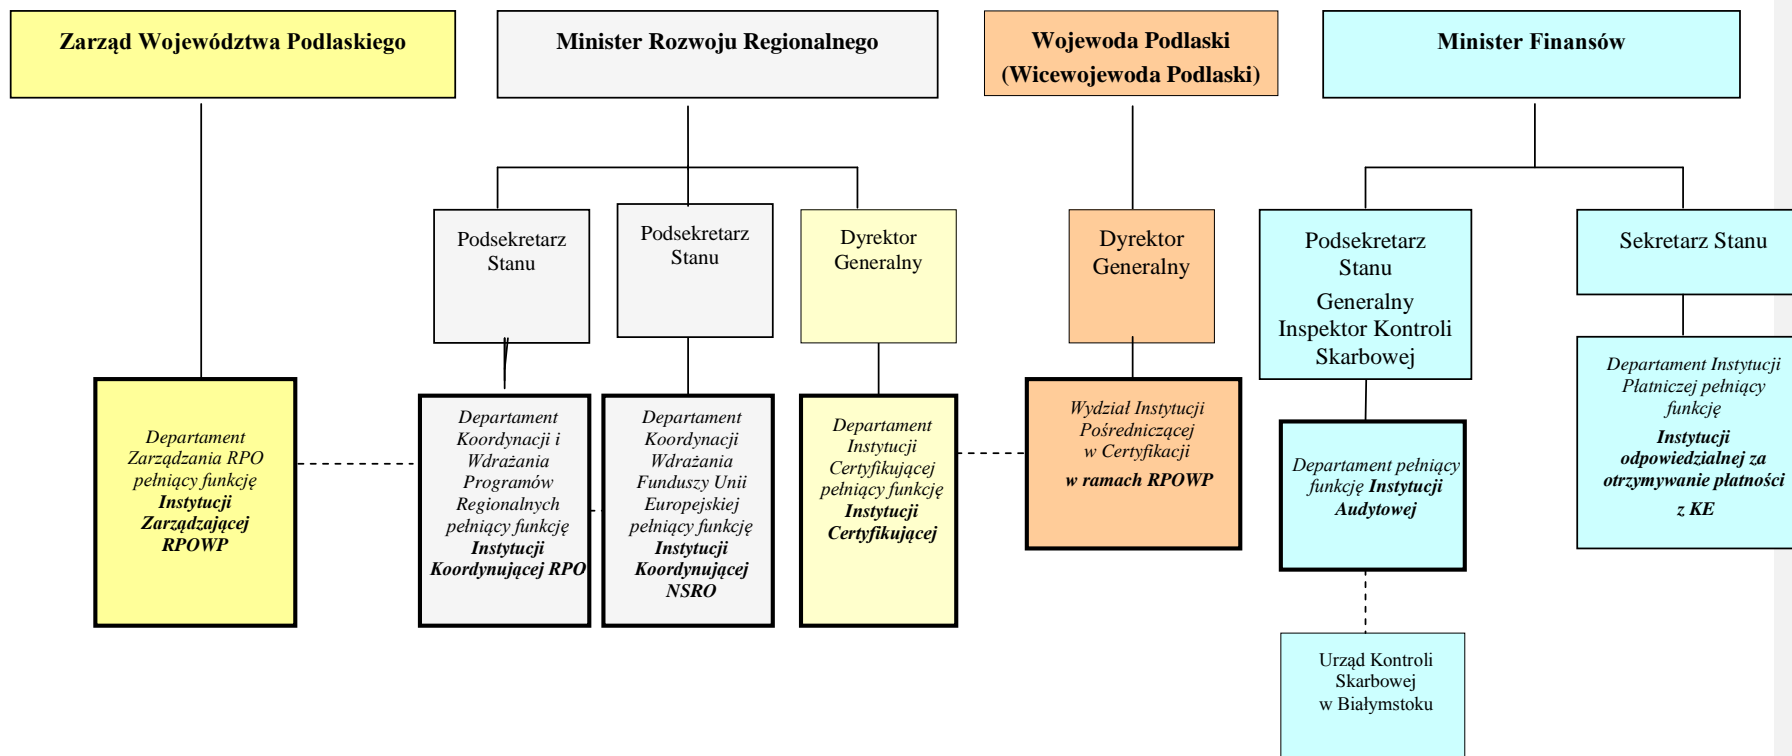 Zarząd Województwa Podlaskiego
Minister Rozwoju Regionalnego
Wojewoda Podlaski
(Wicewojewoda Podlaski)
Minister Finansów
Podsekretarz
Stanu
Podsekretarz
Stanu
Dyrektor
Generalny
Dyrektor
Generalny
Podsekretarz
Stanu
Generalny
Inspektor Kontroli
Skarbowej
Sekretarz Stanu
Departament
Zarządzania RPO
pełniący funkcję
Instytucji
Zarządzającej
RPOWP
Departament
Koordynacji i
Wdrażania
Programów
Regionalnych
pełniący funkcję
Instytucji
Koordynującej RPO
Departament
Koordynacji
Wdrażania
Funduszy Unii
Europejskiej
pełniący funkcję
Instytucji
Koordynującej
NSRO
Departament
Instytucji
Certyfikującej
pełniący funkcję
Instytucji
Certyfikującej
Wydział Instytucji
Pośredniczącej
w Certyfikacji
w ramach RPOWP
Departament pełniący
funkcję Instytucji
Audytowej
Departament Instytucji
Płatniczej pełniący
funkcję
Instytucji
odpowiedzialnej za
otrzymywanie płatności
z KE
Urząd Kontroli
Skarbowej
w Białymstoku